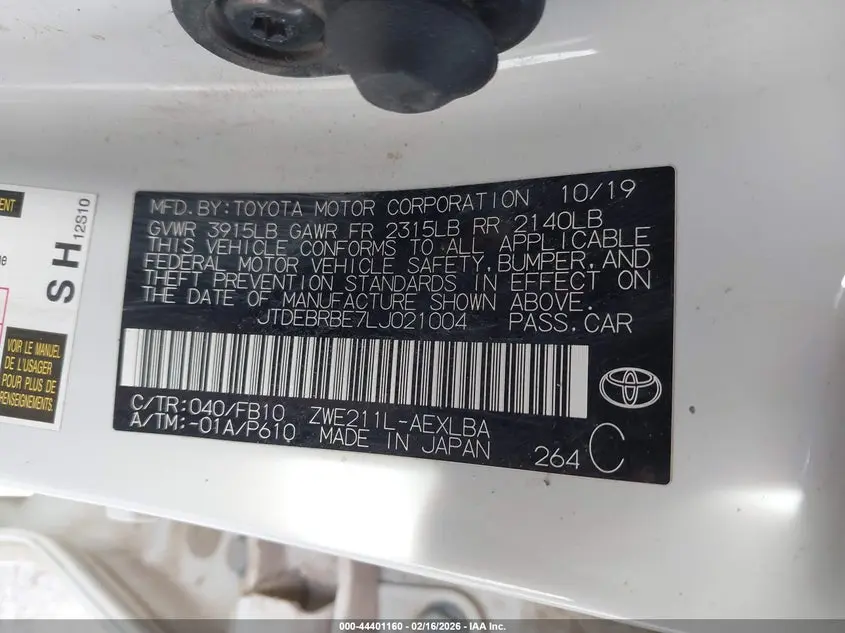 MFD. BY: TOYOTA MOTOR CORPORATION 10/19
GVWR 3915LB GAWR FR 2315LB RR 2140LB
THIS VEHICLE CONFORMS TO ALL APPLICABLE
FEDERAL MOTOR VEHICLE SAFETY, BUMPER, AND
THEFT PREVENTION STANDARDS IN EFFECT ON
THE DATE OF MANUFACTURE SHOWN ABOVE.
JTDEBRBE7LJ021004 PASS. CAR
C/TR: 040/FB10 ZWE211L-AEXLBA
A/TM: -01A/P610 MADE IN JAPAN
264 C
SH 12S10
VOIR LE MANUEL
DE L'USAGER
POUR PLUS DE
RENSEIGNEMENTS.
000-44401160 - 02/16/2026 - IAA Inc.